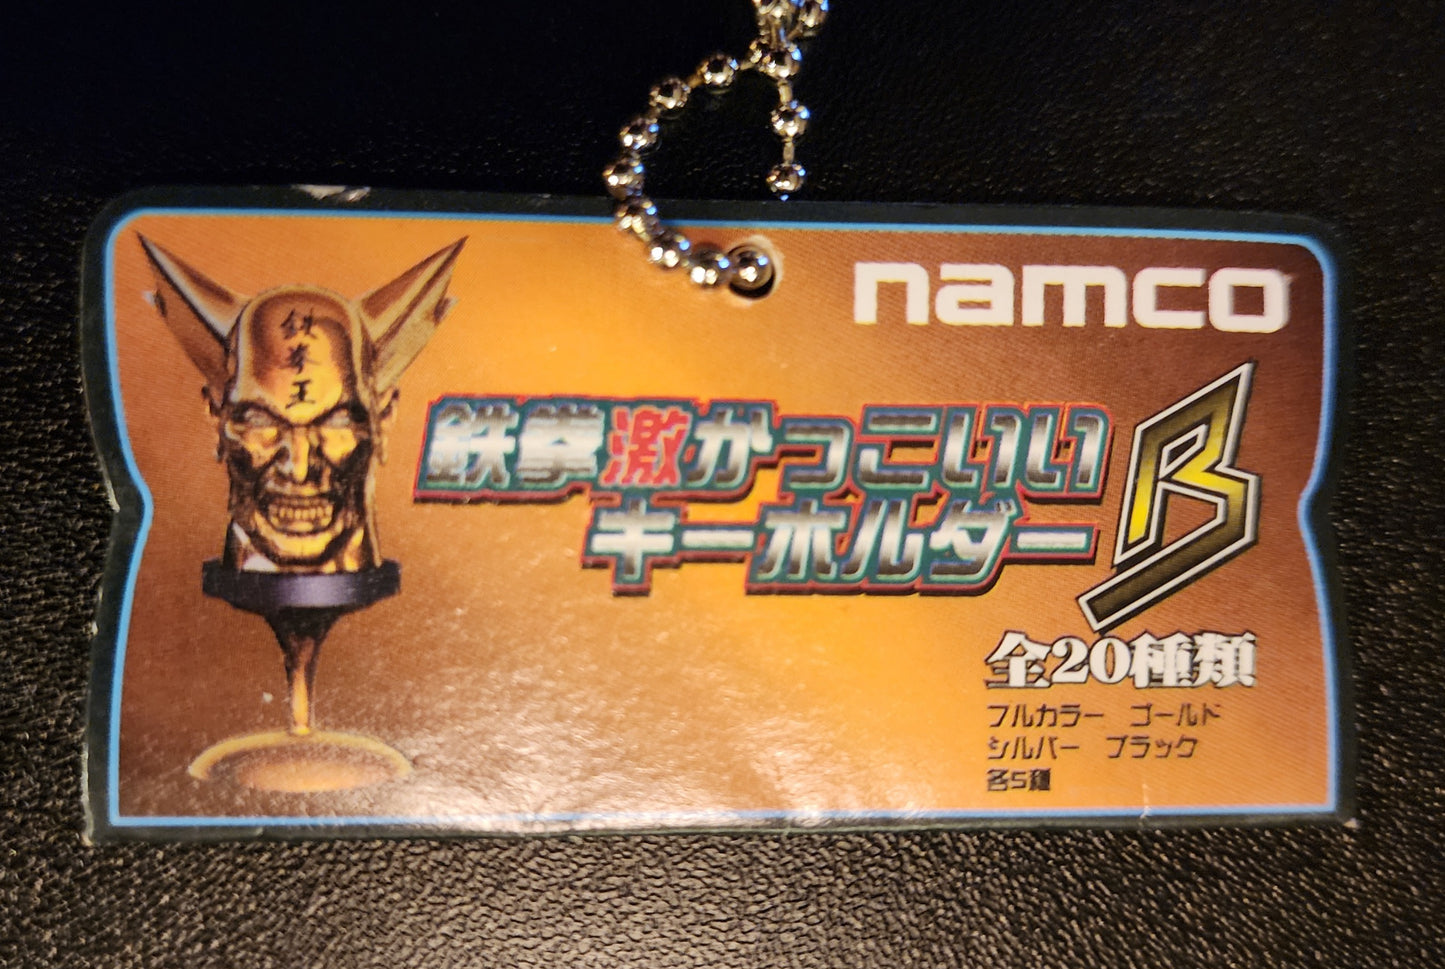 namco
鉄拳王
鉄拳激かっこいい
キーホルダー
B
全20種類
フルカラー ゴールド
シルバー ブラック
各5種